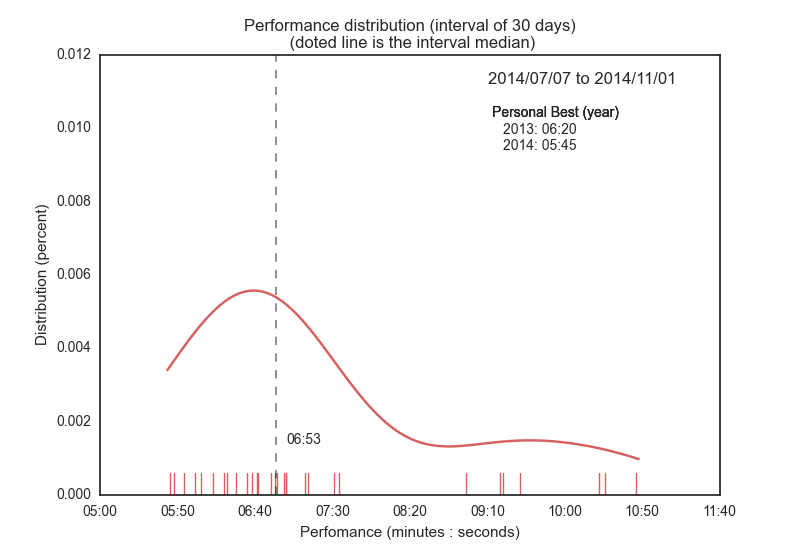 Performance distribution (interval of 30 days)
(doted line is the interval median)
2014/07/07 to 2014/11/01
Personal Best (year)
2013: 06:20
2014: 05:45
0.012
0.010
0.008
0.006
0.004
0.002
0.000
Distribution (percent)
06:53
05:00 05:50 06:40 07:30 08:20 09:10 10:00 10:50 11:40
Perfomance (minutes : seconds)